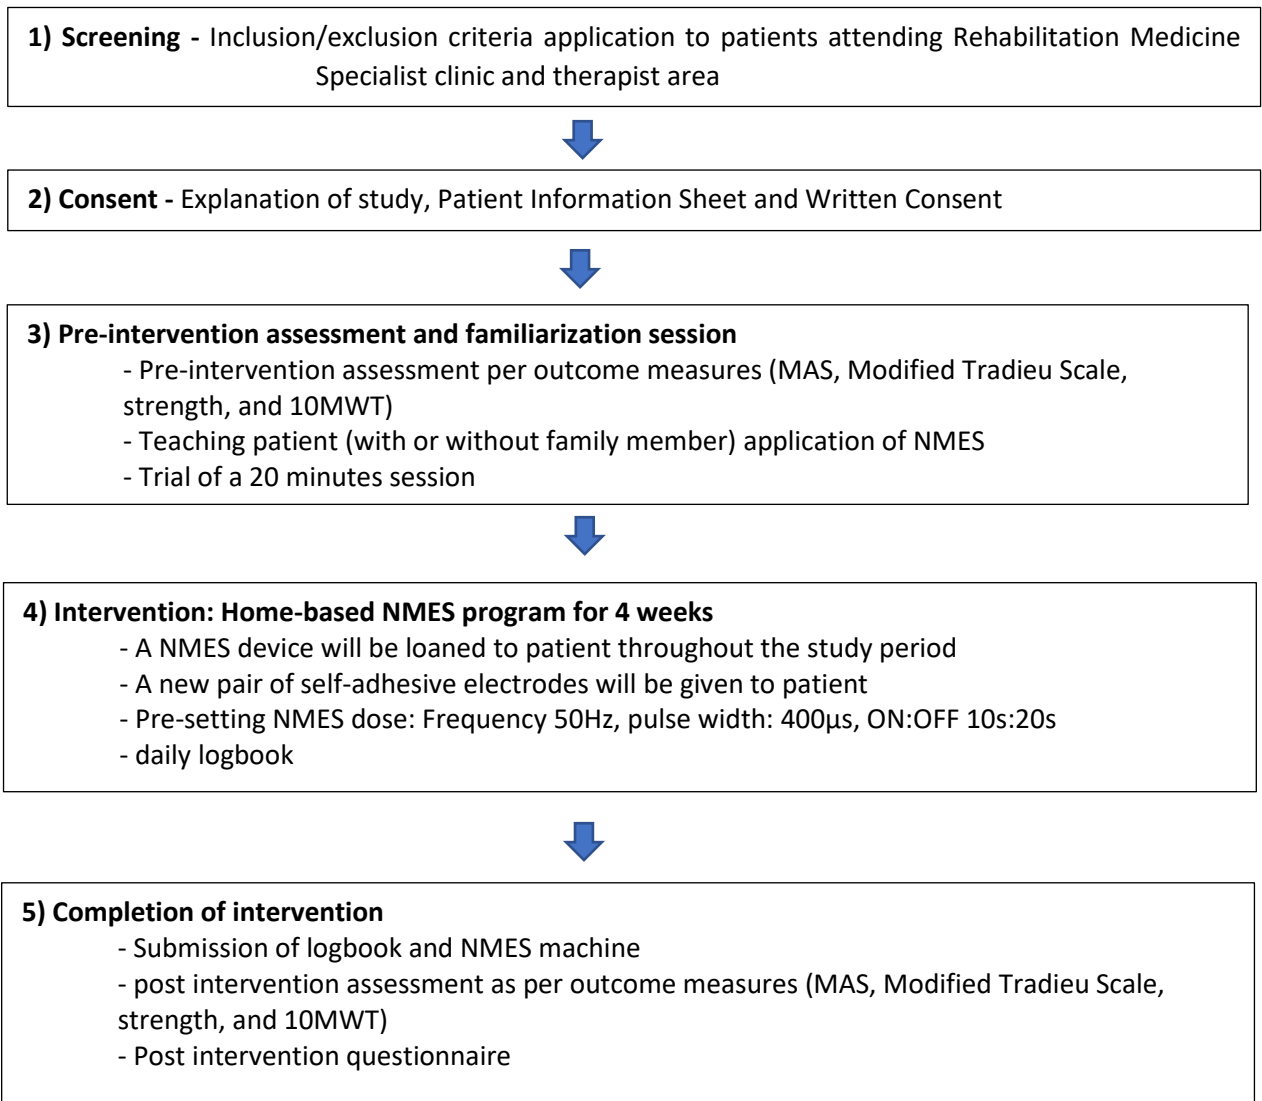 1) Screening - Inclusion/exclusion criteria application to patients attending Rehabilitation Medicine
Specialist clinic and therapist area
2) Consent - Explanation of study, Patient Information Sheet and Written Consent
3) Pre-intervention assessment and familiarization session
- Pre-intervention assessment per outcome measures (MAS, Modified Tradieu Scale,
strength, and 10MWT)
- Teaching patient (with or without family member) application of NMES
- Trial of a 20 minutes session
4) Intervention: Home-based NMES program for 4 weeks
- A NMES device will be loaned to patient throughout the study period
- A new pair of self-adhesive electrodes will be given to patient
- Pre-setting NMES dose: Frequency 50Hz, pulse width: 400µs, ON:OFF 10s:20s
- daily logbook
5) Completion of intervention
- Submission of logbook and NMES machine
- post intervention assessment as per outcome measures (MAS, Modified Tradieu Scale,
strength, and 10MWT)
- Post intervention questionnaire